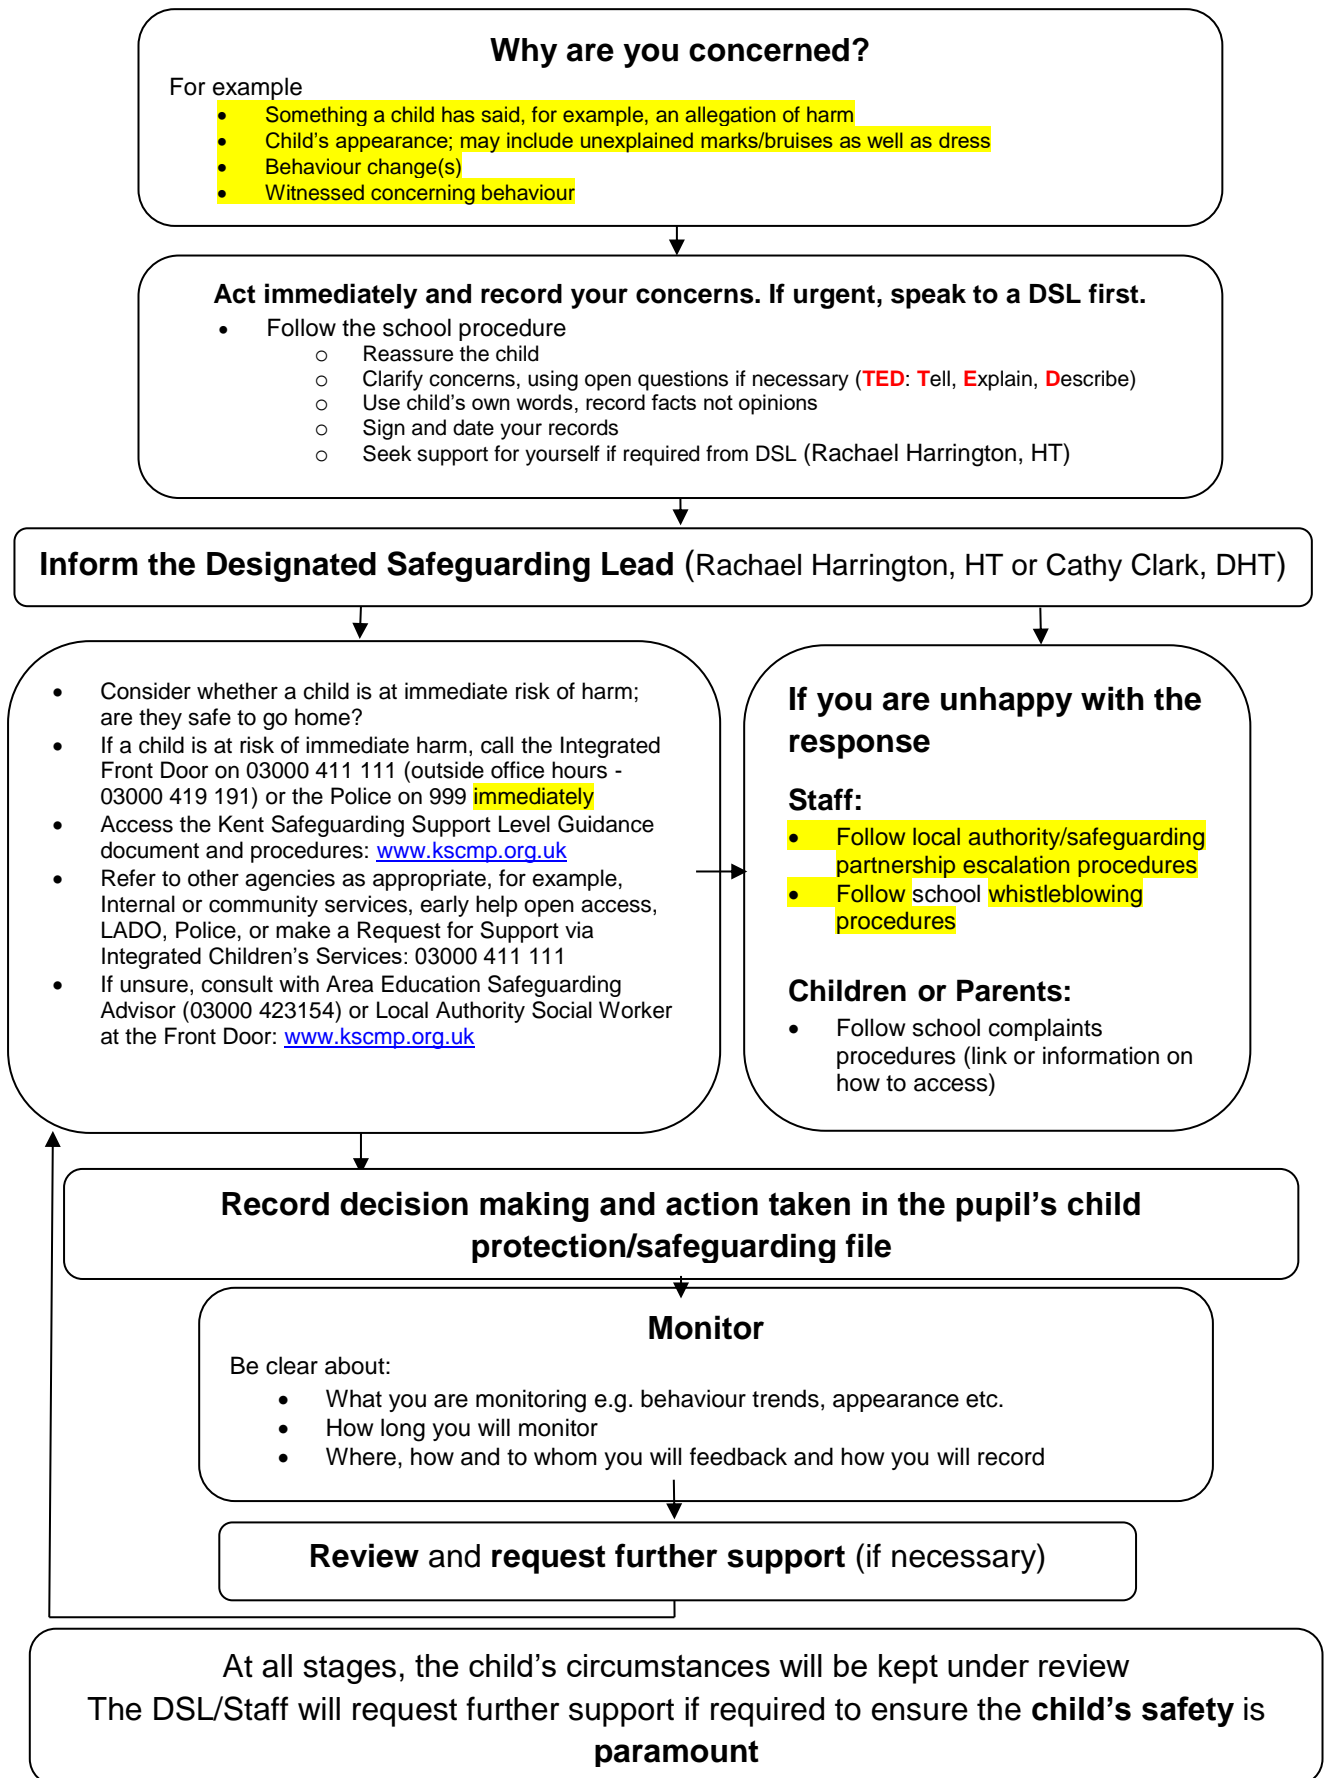 Why are you concerned?
For example
• Something a child has said, for example, an allegation of harm
• Child's appearance; may include unexplained marks/bruises as well as dress
• Behaviour change(s)
• Witnessed concerning behaviour
Act immediately and record your concerns. If urgent, speak to a DSL first.
• Follow the school procedure
o Reassure the child
o Clarify concerns, using open questions if necessary (TED: Tell, Explain, Describe)
o Use child's own words, record facts not opinions
o Sign and date your records
o Seek support for yourself if required from DSL (Rachael Harrington, HT)
Inform the Designated Safeguarding Lead (Rachael Harrington, HT or Cathy Clark, DHT)
• Consider whether a child is at immediate risk of harm;
are they safe to go home?
• If a child is at risk of immediate harm, call the Integrated
Front Door on 03000 411 111 (outside office hours -
03000 419 191) or the Police on 999 immediately
• Access the Kent Safeguarding Support Level Guidance
document and procedures: www.kscmp.org.uk
• Refer to other agencies as appropriate, for example,
Internal or community services, early help open access,
LADO, Police, or make a Request for Support via
Integrated Children's Services: 03000 411 111
• If unsure, consult with Area Education Safeguarding
Advisor (03000 423154) or Local Authority Social Worker
at the Front Door: www.kscmp.org.uk
If you are unhappy with the
response
Staff:
• Follow local authority/safeguarding
partnership escalation procedures
• Follow school whistleblowing
procedures
Children or Parents:
• Follow school complaints
procedures (link or information on
how to access)
Record decision making and action taken in the pupil's child
protection/safeguarding file
Monitor
Be clear about:
• What you are monitoring e.g. behaviour trends, appearance etc.
• How long you will monitor
• Where, how and to whom you will feedback and how you will record
Review and request further support (if necessary)
At all stages, the child's circumstances will be kept under review
The DSL/Staff will request further support if required to ensure the child's safety is
paramount